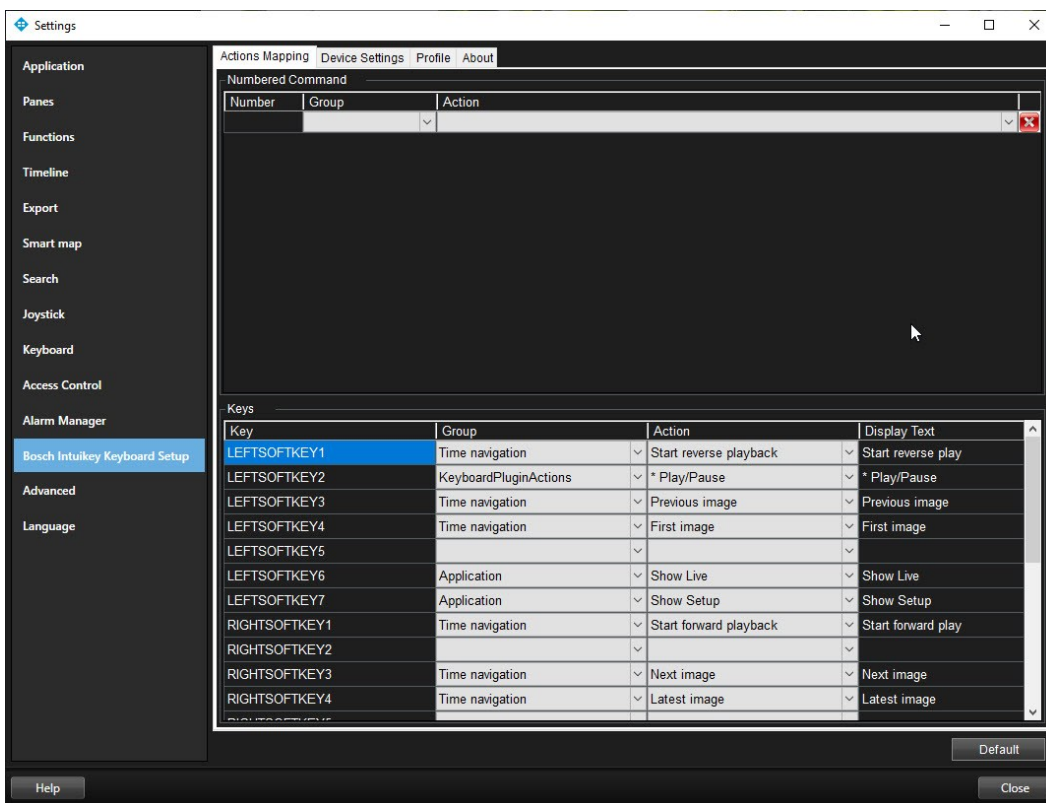 Settings
Application
Panes
Functions
Timeline
Export
Smart map
Search
Joystick
Keyboard
Access Control
Alarm Manager
Bosch Intuikey Keyboard Setup
Advanced
Language
Actions Mapping Device Settings Profile About
Numbered Command
Number Group Action
Keys
Key Group Action Display Text
LEFTSOFTKEY1 Time navigation Start reverse playback Start reverse play
LEFTSOFTKEY2 KeyboardPluginActions * Play/Pause * Play/Pause
LEFTSOFTKEY3 Time navigation Previous image Previous image
LEFTSOFTKEY4 Time navigation First image First image
LEFTSOFTKEY5
LEFTSOFTKEY6 Application Show Live Show Live
LEFTSOFTKEY7 Application Show Setup Show Setup
RIGHTSOFTKEY1 Time navigation Start forward playback Start forward play
RIGHTSOFTKEY2
RIGHTSOFTKEY3 Time navigation Next image Next image
RIGHTSOFTKEY4 Time navigation Latest image Latest image
Default
Help
Close